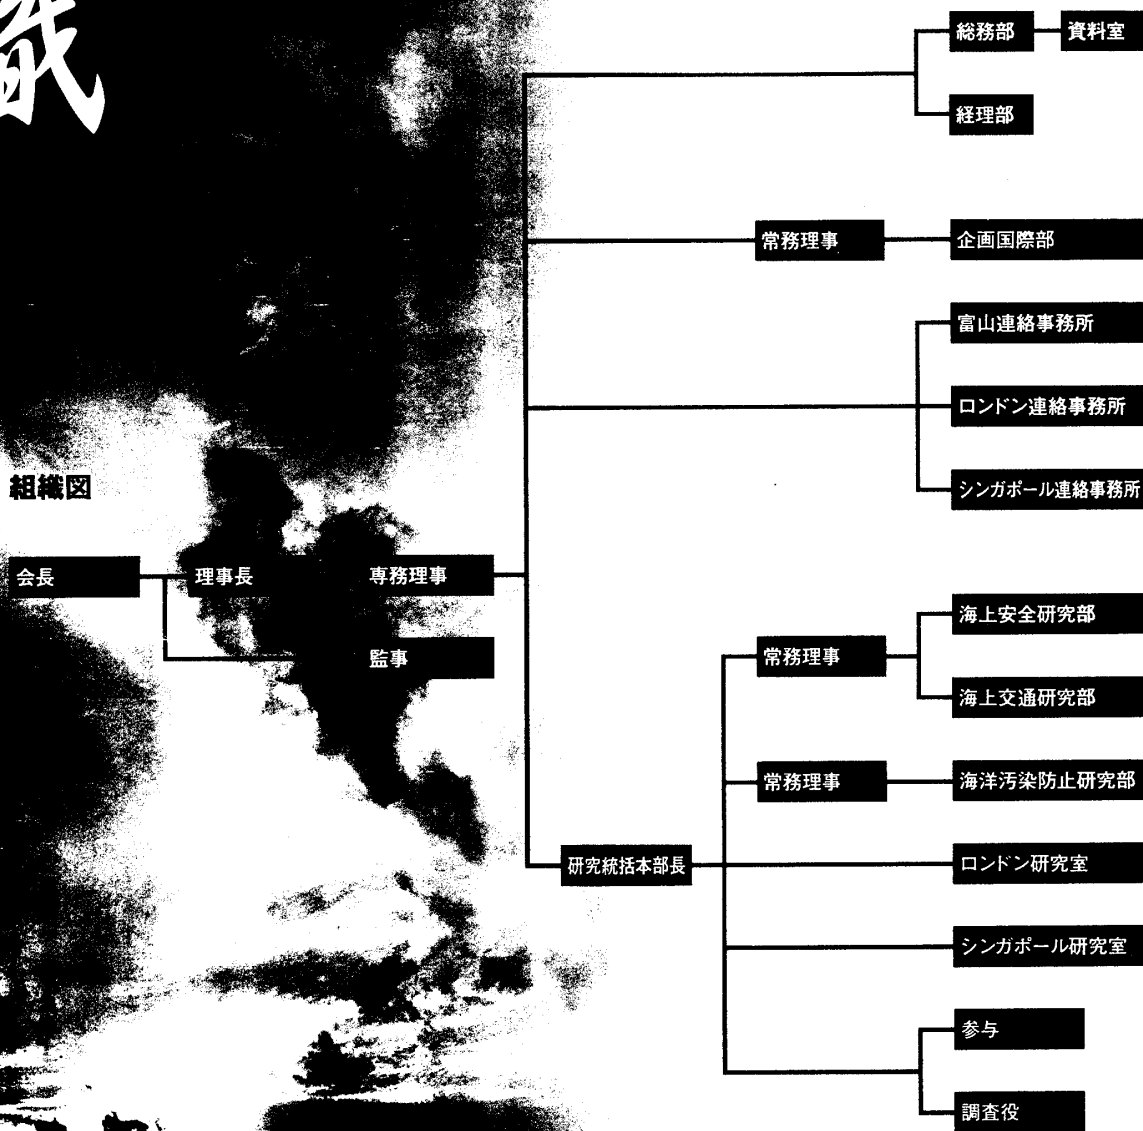 織
総務部
資料室
経理部
常務理事
企画国際部
富山連絡事務所
ロンドン連絡事務所
シンガポール連絡事務所
組織図
会長
理事長
専務理事
監事
海上安全研究部
常務理事
海上交通研究部
常務理事
海洋汚染防止研究部
研究統括本部長
ロンドン研究室
シンガポール研究室
参与
調査役